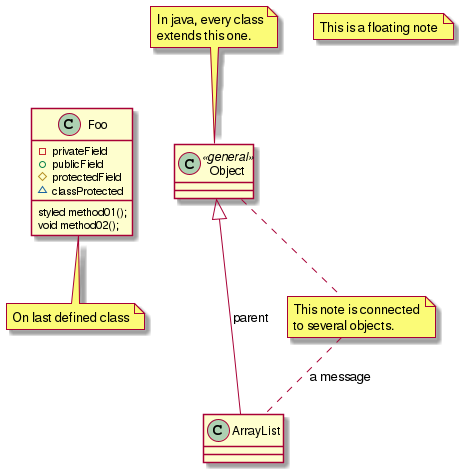 In java, every class
extends this one.
This is a floating note
C Foo
privateField
publicField
protectedField
classProtected
styled method01();
void method02();
C «general»
Object
On last defined class
This note is connected
to several objects.
parent
a message
C ArrayList